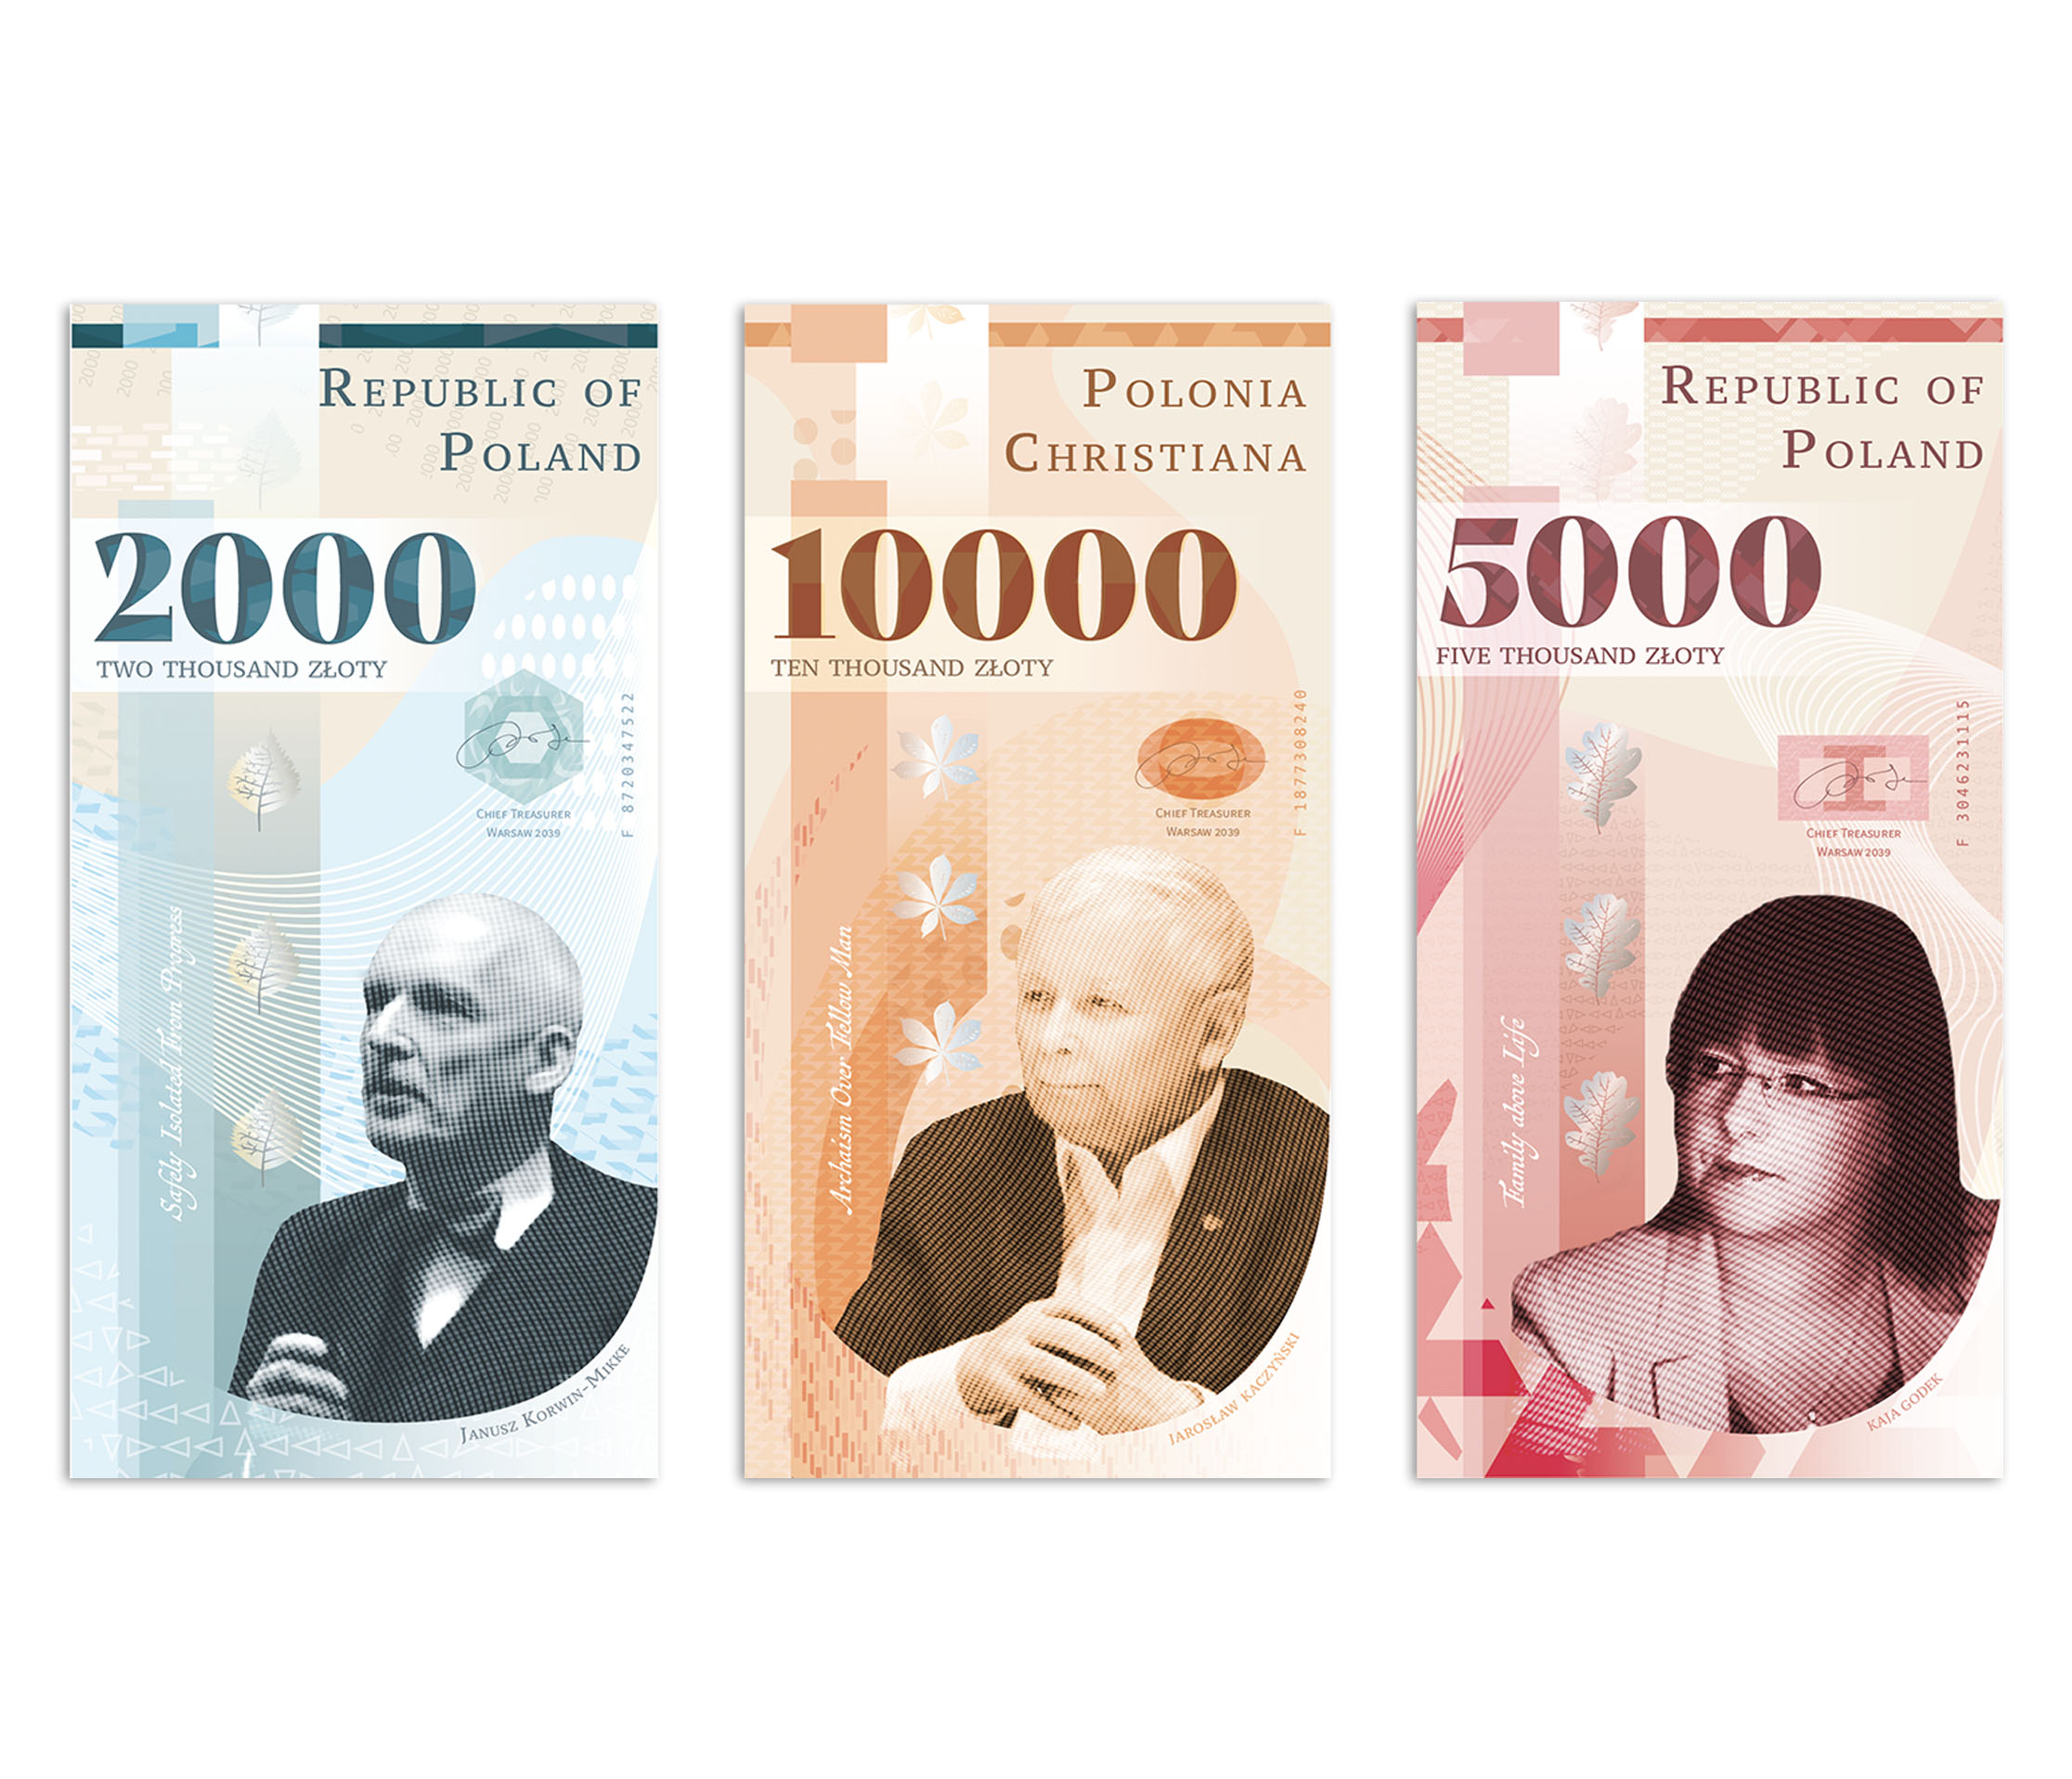 REPUBLIC OF
POLAND
2000
TWO THOUSAND ZŁOTY
F 8720347522
CHIEF TREASURER
WARSAW 2039
Safely Isolated From Progress
JANUSZ KORWIN-MIKKE
POLONIA
CHRISTIANA
10000
TEN THOUSAND ZŁOTY
F 1877308240
CHIEF TREASURER
WARSAW 2039
Archaism Over Fellow Man
JAROSŁAW KACZYŃSKI
REPUBLIC OF
POLAND
5000
FIVE THOUSAND ZŁOTY
F 3046231115
CHIEF TREASURER
WARSAW 2039
Family above Life
KAJA GODEK